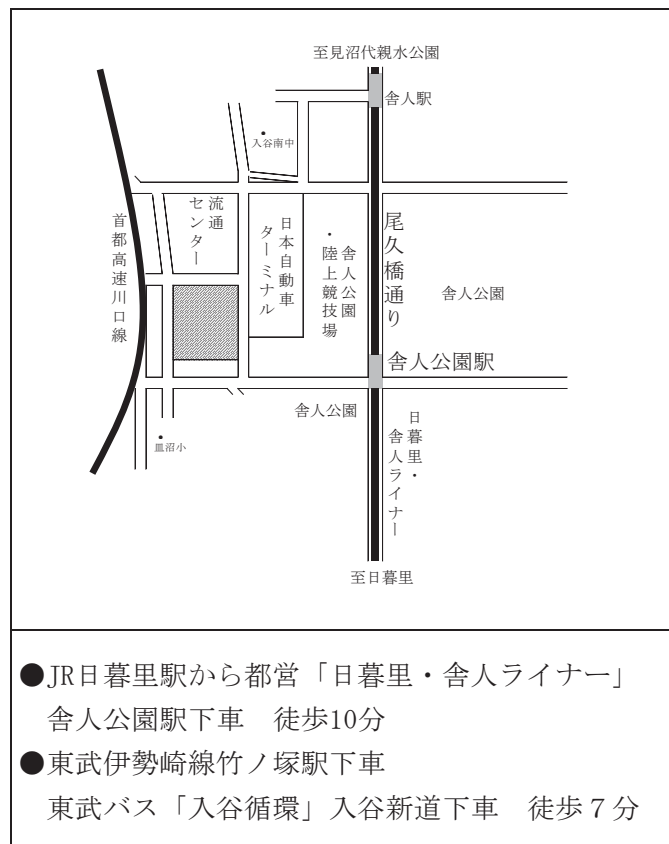 至見沼代親水公園
舎人駅
入谷南中
流通
センター
日本自動車
ターミナル
舎人公園
・陸上競技場
尾久橋通り
首都高速川口線
舎人公園
舎人公園駅
舎人公園
皿沼小
日暮里・
舎人ライナー
至日暮里
●JR日暮里駅から都営「日暮里・舎人ライナー」
舎人公園駅下車　徒歩10分
●東武伊勢崎線竹ノ塚駅下車
東武バス「入谷循環」入谷新道下車　徒歩７分